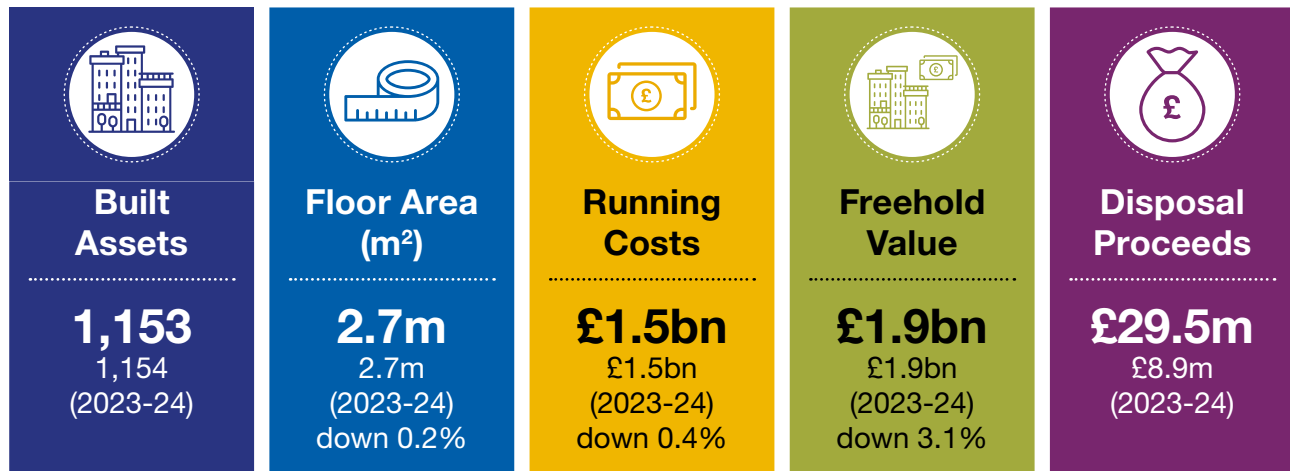 Built
Assets
1,153
1,154
(2023-24)
Floor Area
(m²)
2.7m
2.7m
(2023-24)
down 0.2%
£
Running
Costs
£1.5bn
£1.5bn
(2023-24)
down 0.4%
£
Freehold
Value
£1.9bn
£1.9bn
(2023-24)
down 3.1%
£
Disposal
Proceeds
£29.5m
£8.9m
(2023-24)